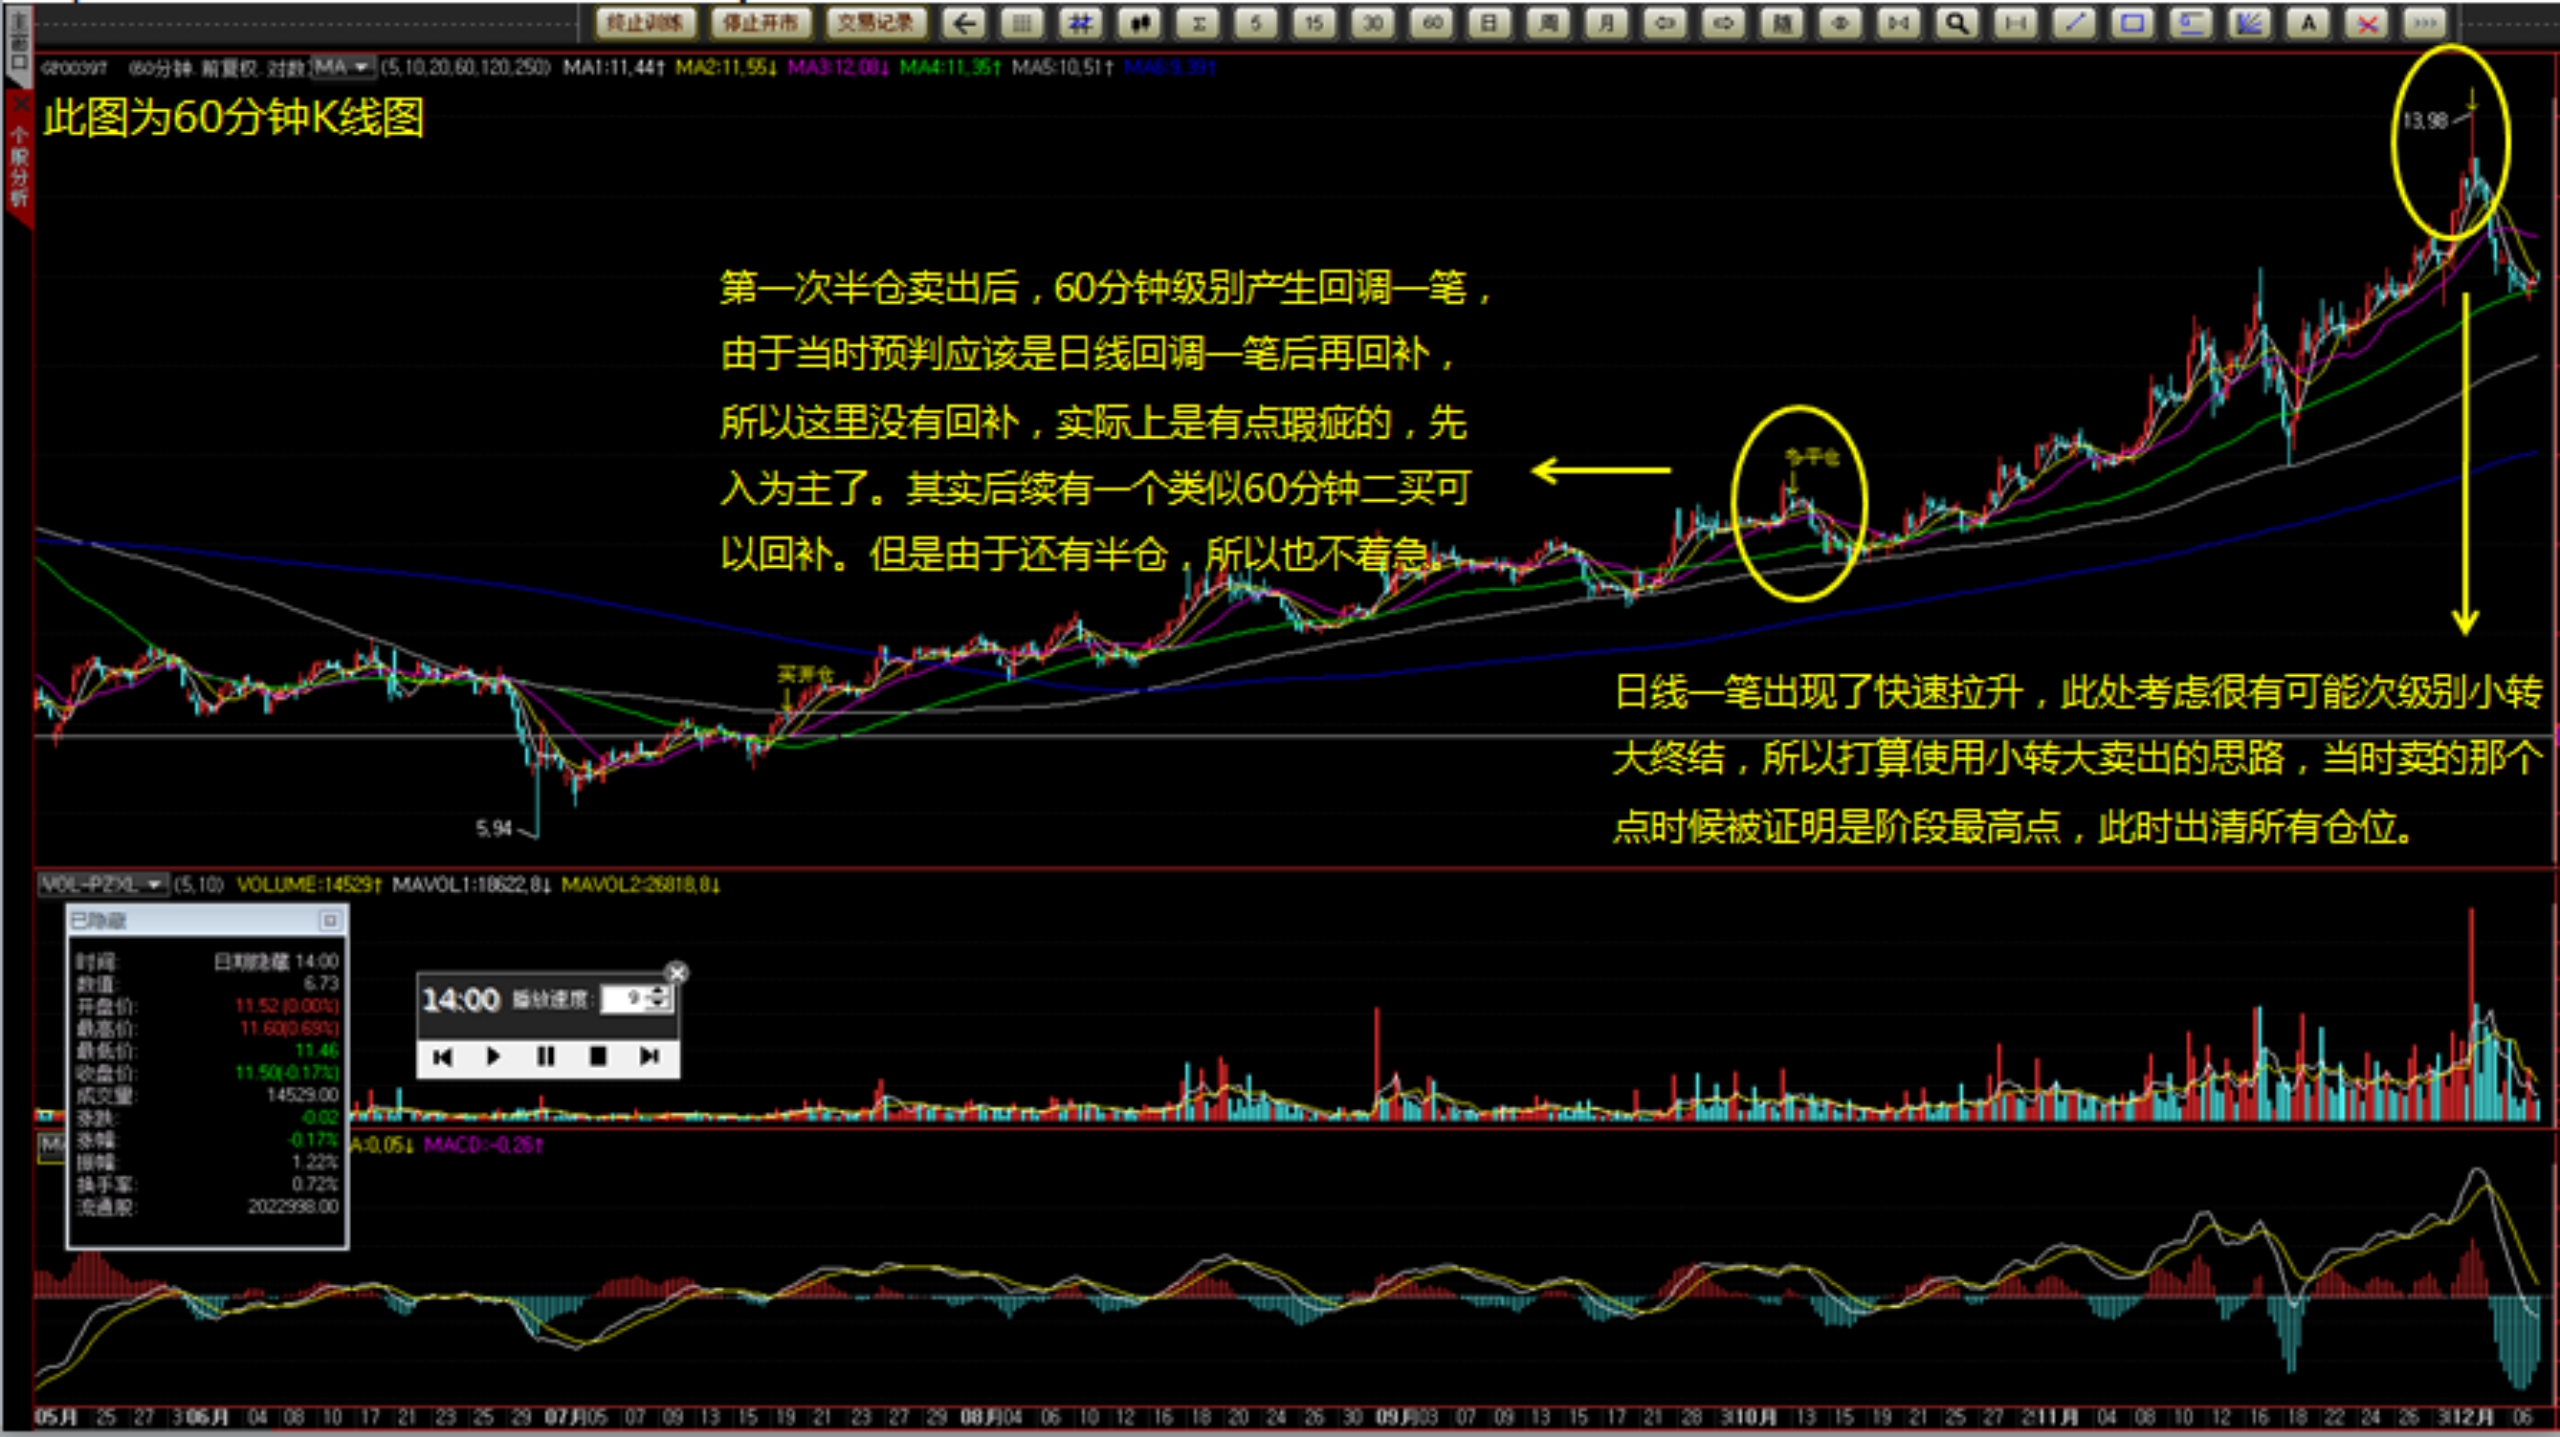 主窗口
终止训练 停止开市 交易记录 Σ 5 15 30 60 日 周 月 随 A
(60分钟. 前复权. 对数) MA (5,10,20,60,120,250) MA1:11.44↑ MA2:11.55↓ MA3:12.08↓ MA4:11.35↑ MA5:10.51↑ MA6:9.39↑
个股分析
此图为60分钟K线图
13.98
第一次半仓卖出后，60分钟级别产生回调一笔，
由于当时预判应该是日线回调一笔后再回补，
所以这里没有回补，实际上是有点瑕疵的，先
入为主了。其实后续有一个类似60分钟二买可
以回补。但是由于还有半仓，所以也不着急。
平仓
买开仓
5.94
日线一笔出现了快速拉升，此处考虑很有可能次级别小转
大终结，所以打算使用小转大卖出的思路，当时卖的那个
点时候被证明是阶段最高点，此时出清所有仓位。
VOL-PZXL (5,10) VOLUME:14529↑ MAVOL1:18622.8↓ MAVOL2:26818.8↓
已隐藏
时间: 日期隐藏 14:00
数值: 6.73
开盘价: 11.52(0.00%)
最高价: 11.60(0.69%)
最低价: 11.46
收盘价: 11.50(-0.17%)
成交量: 14529.00
涨跌: -0.02
涨幅: -0.17%
振幅: 1.22%
换手率: 0.72%
流通股: 2022998.00
14:00 播放速度: 9
A:0.05↓ MACD:-0.26↑
05月 25 27 06月 04 08 10 17 21 23 25 29 07月05 07 09 13 15 19 21 23 27 29 08月04 06 10 12 16 18 20 24 26 30 09月03 07 09 13 15 17 21 28 10月 13 15 19 21 25 27 11月 04 08 10 12 16 18 22 24 26 12月 06